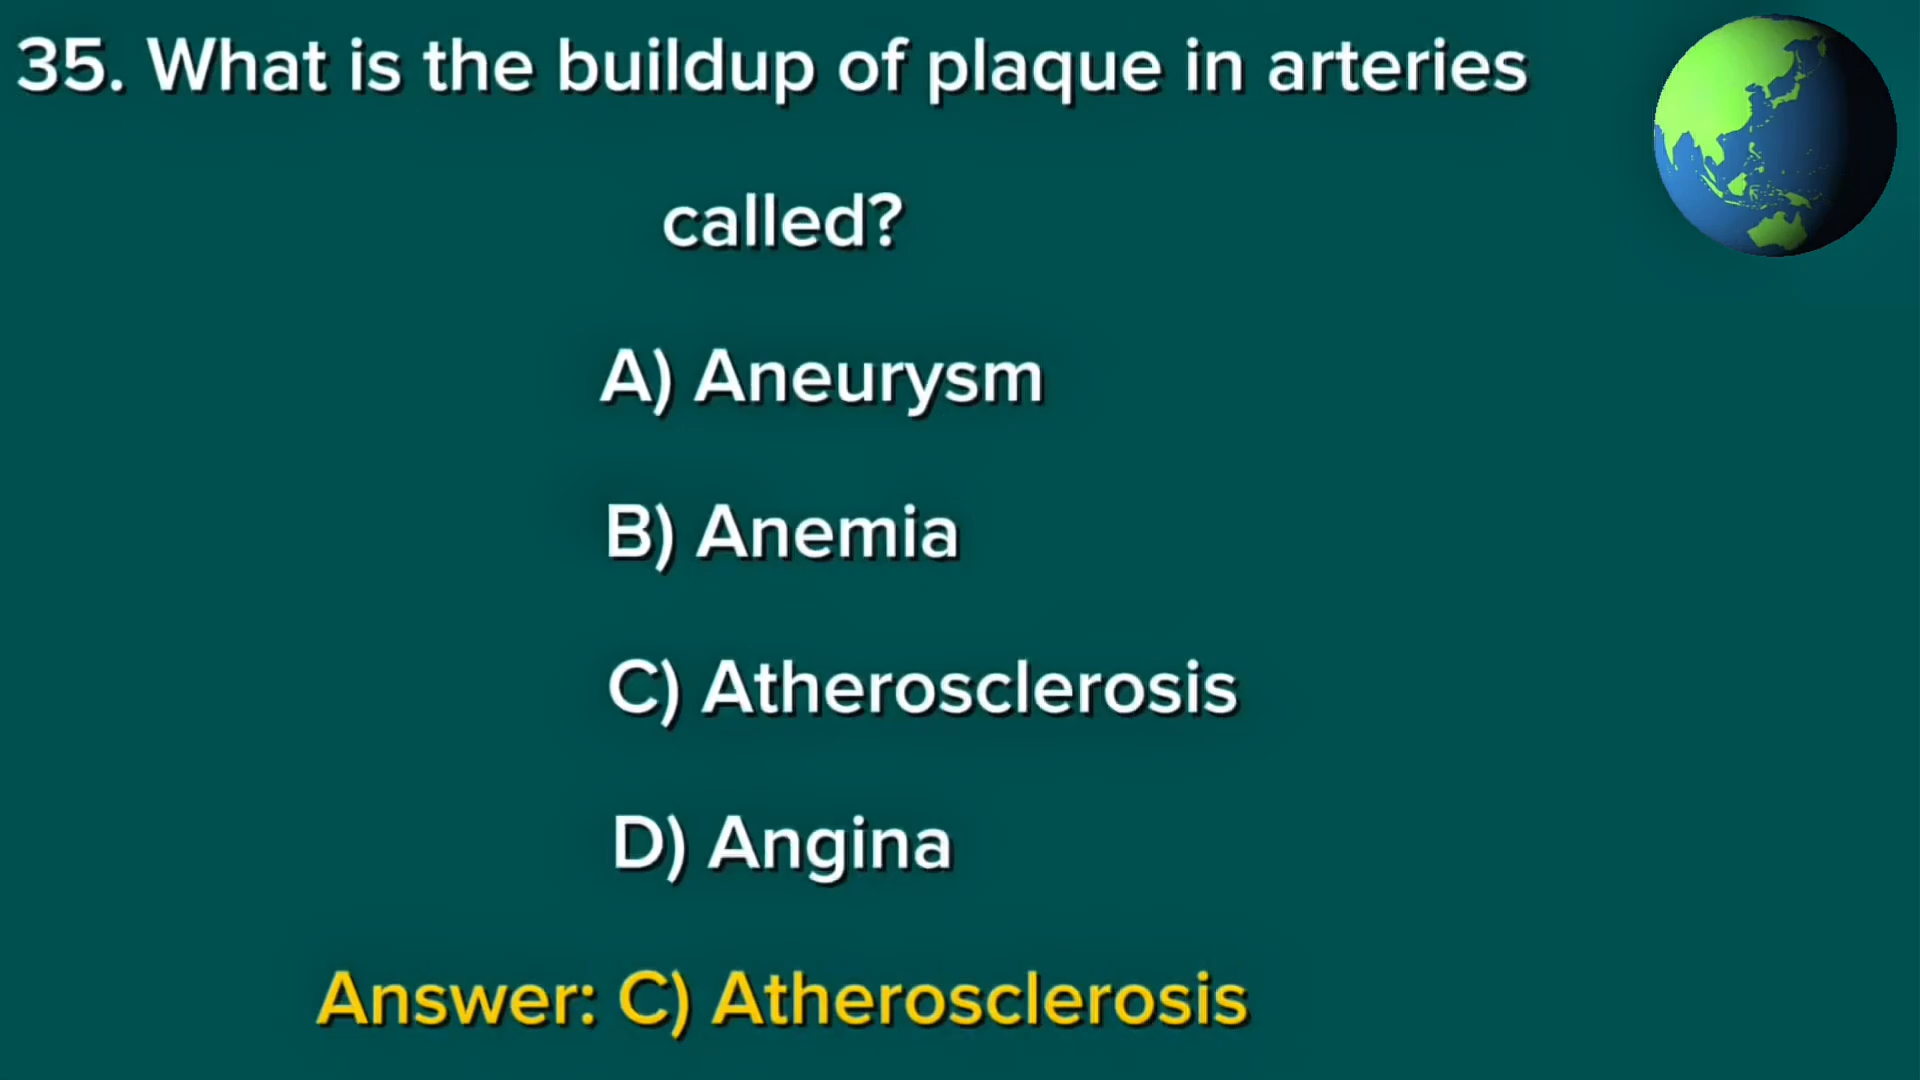 35. What is the buildup of plaque in arteries
called?
A) Aneurysm
B) Anemia
C) Atherosclerosis
D) Angina
Answer: C) Atherosclerosis